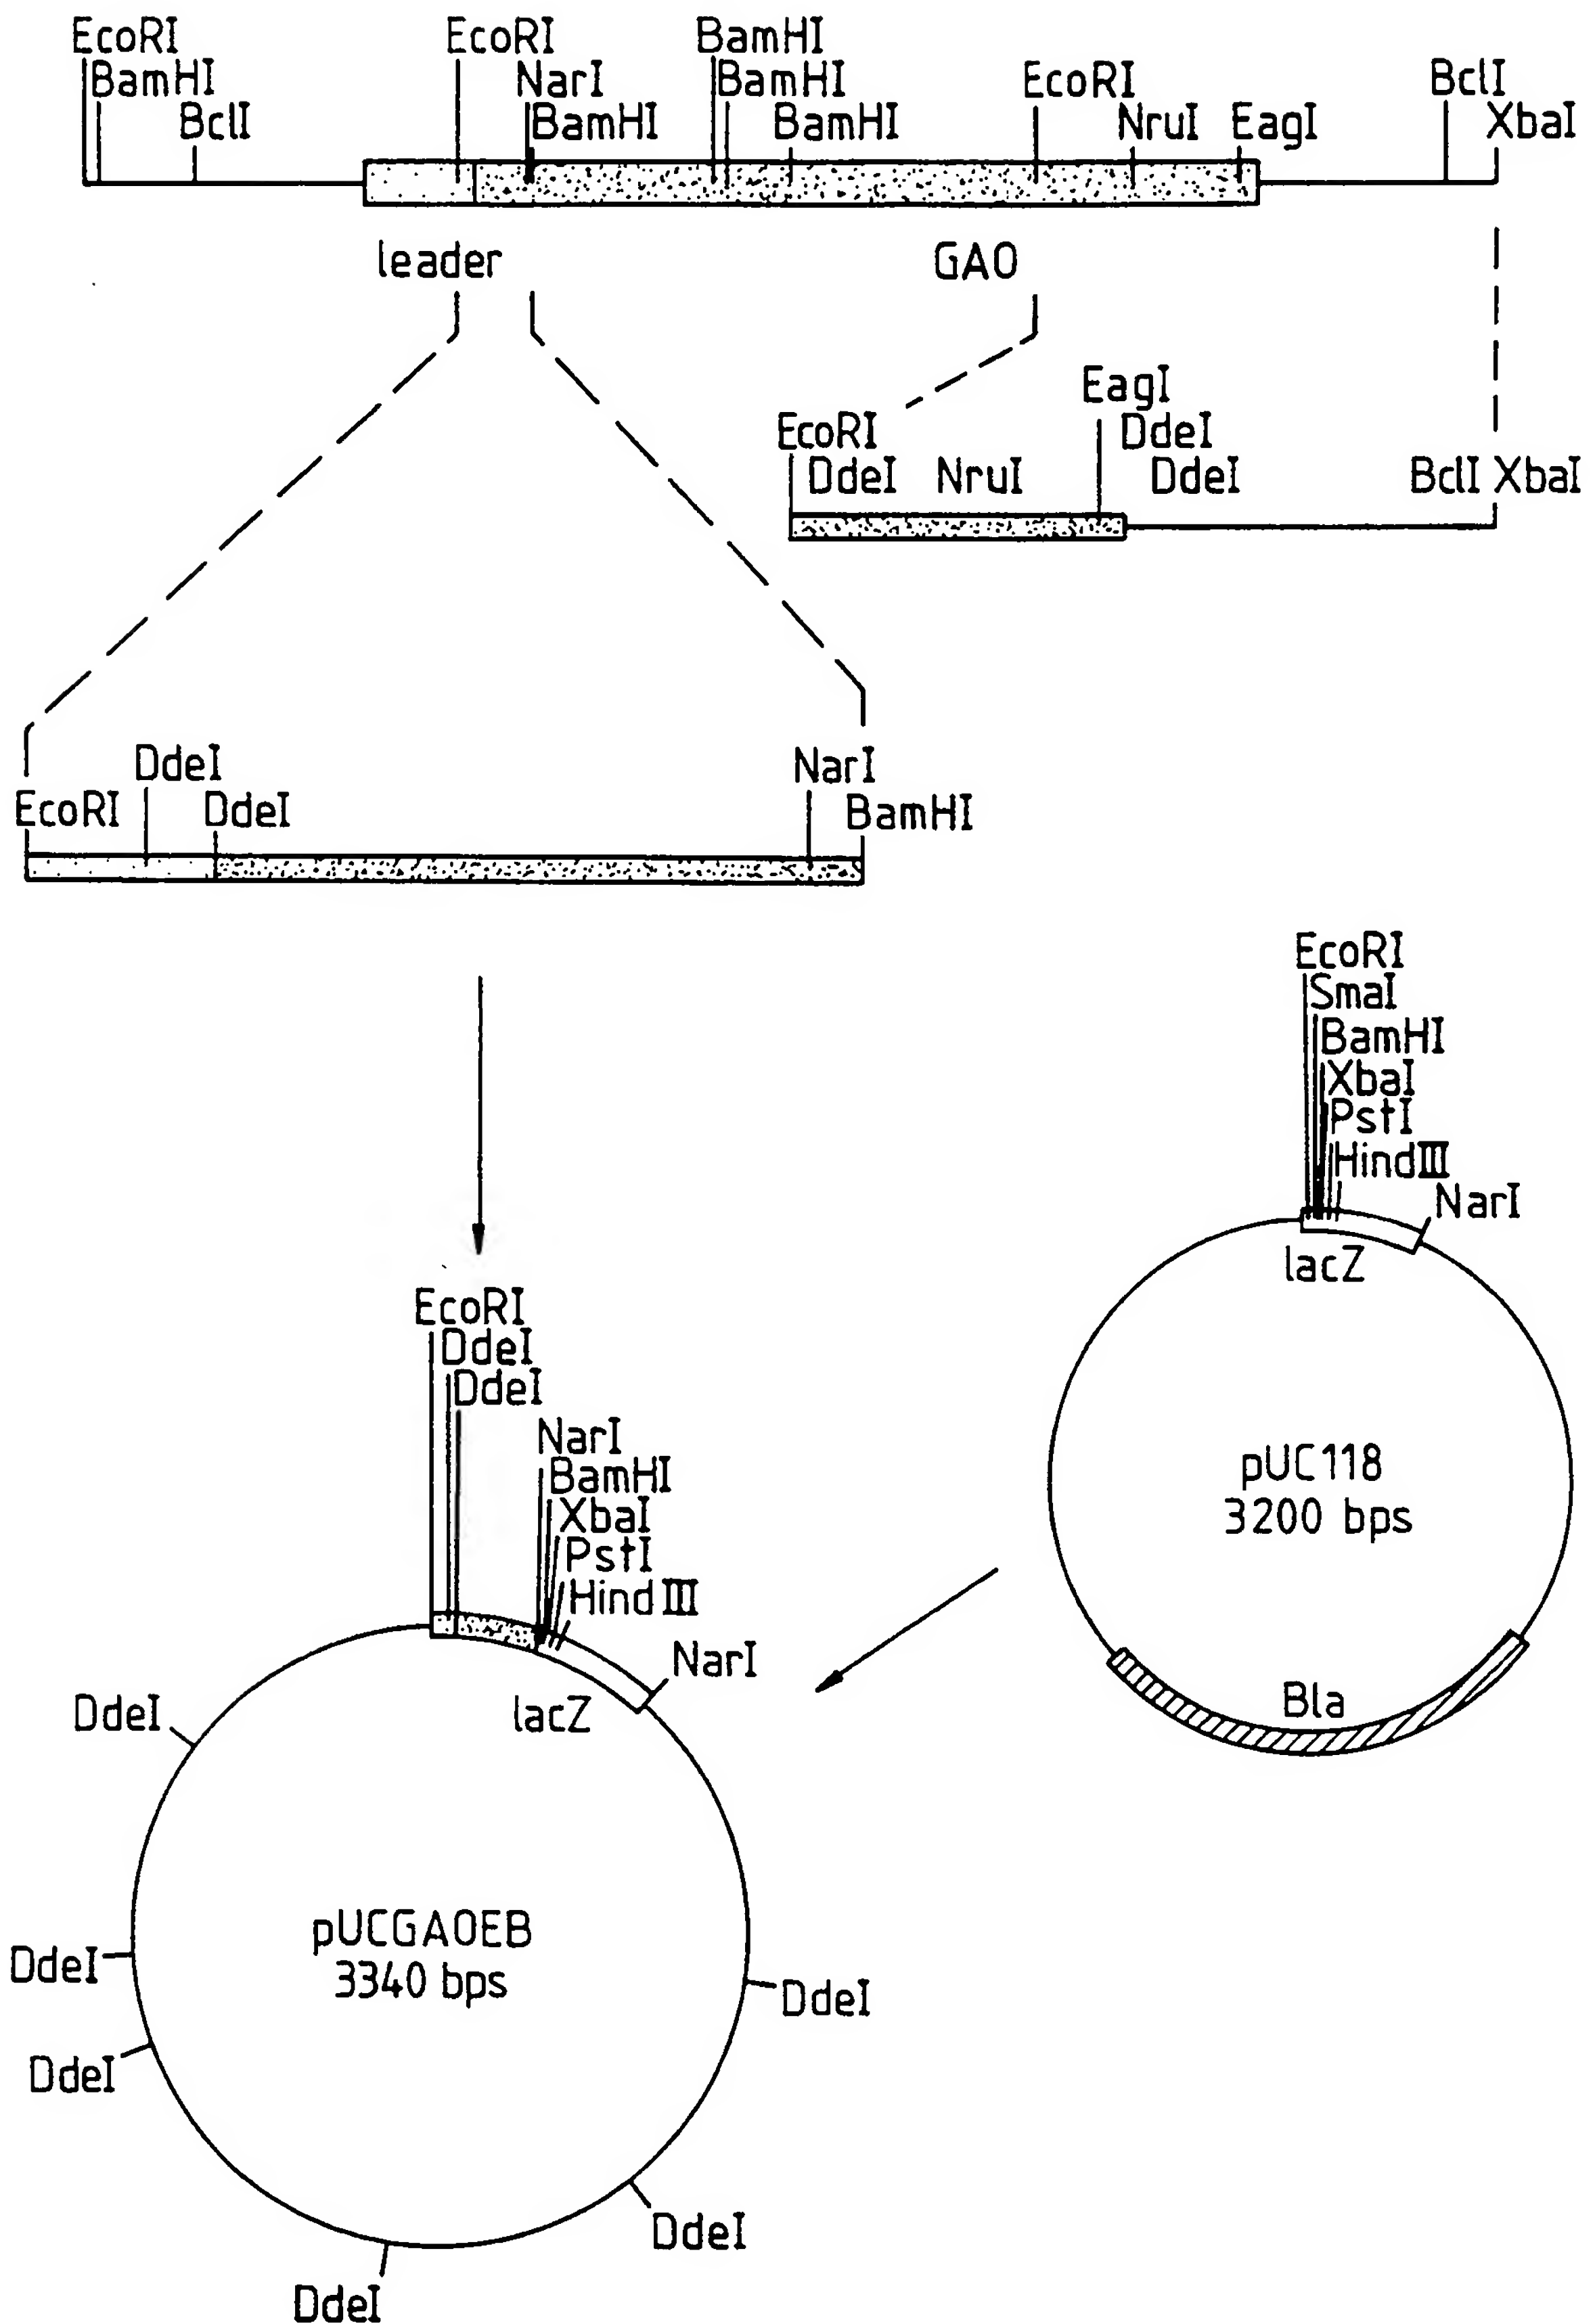 EcoRI
EcoRI
BamHI
BamHI
NarI
BamHI
EcoRI
BclI
BclI
BamHI
BamHI
NruI
EagI
XbaI
leader
GAO
EagI
EcoRI
DdeI
DdeI
NruI
DdeI
BclI
XbaI
DdeI
NarI
EcoRI
DdeI
BamHI
EcoRI
SmaI
BamHI
XbaI
PstI
HindIII
NarI
lacZ
pUC118
3200 bps
Bla
EcoRI
DdeI
DdeI
NarI
BamHI
XbaI
PstI
HindIII
NarI
lacZ
DdeI
pUCGAOEB
3340 bps
DdeI
DdeI
DdeI
DdeI
DdeI